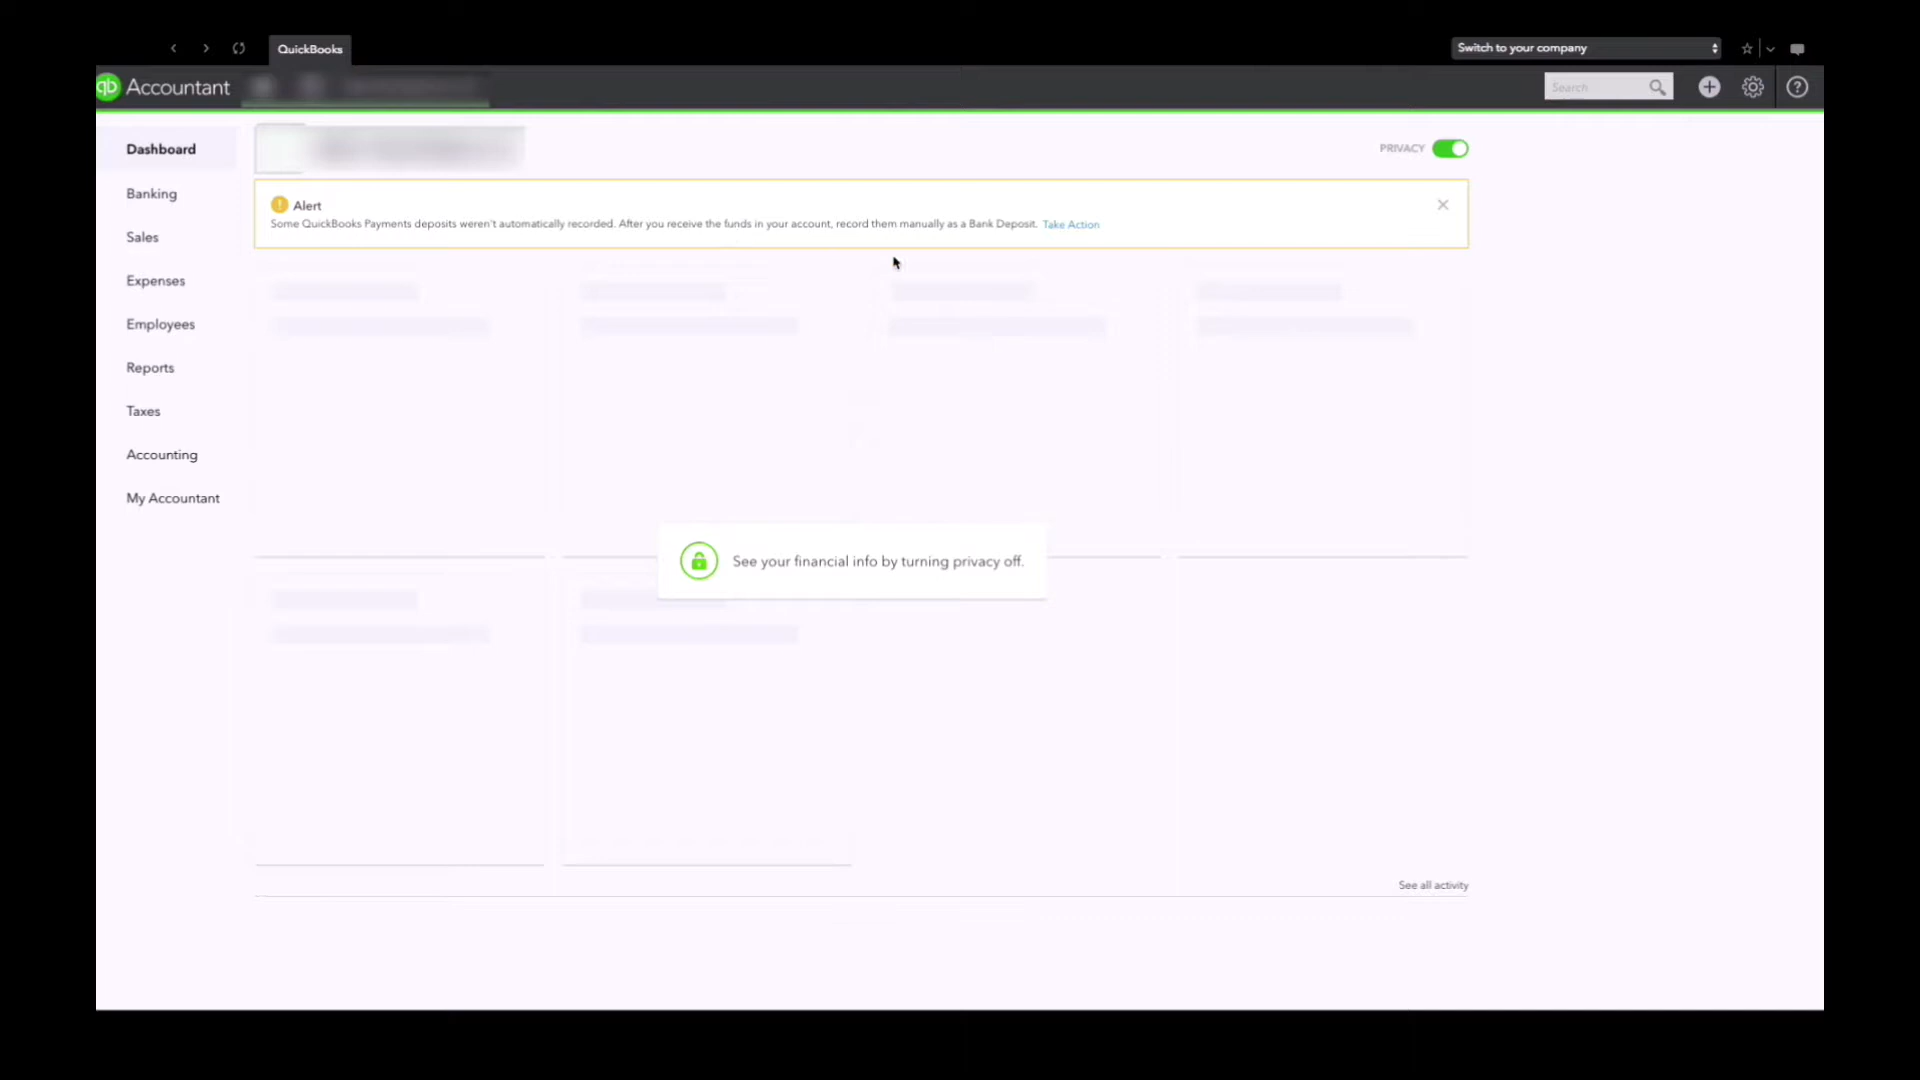 QuickBooks
Switch to your company
qb Accountant
Search
Dashboard
PRIVACY
Banking
Alert
Some QuickBooks Payments deposits weren't automatically recorded. After you receive the funds in your account, record them manually as a Bank Deposit. Take Action
Sales
Expenses
Employees
Reports
Taxes
Accounting
My Accountant
See your financial info by turning privacy off.
See all activity